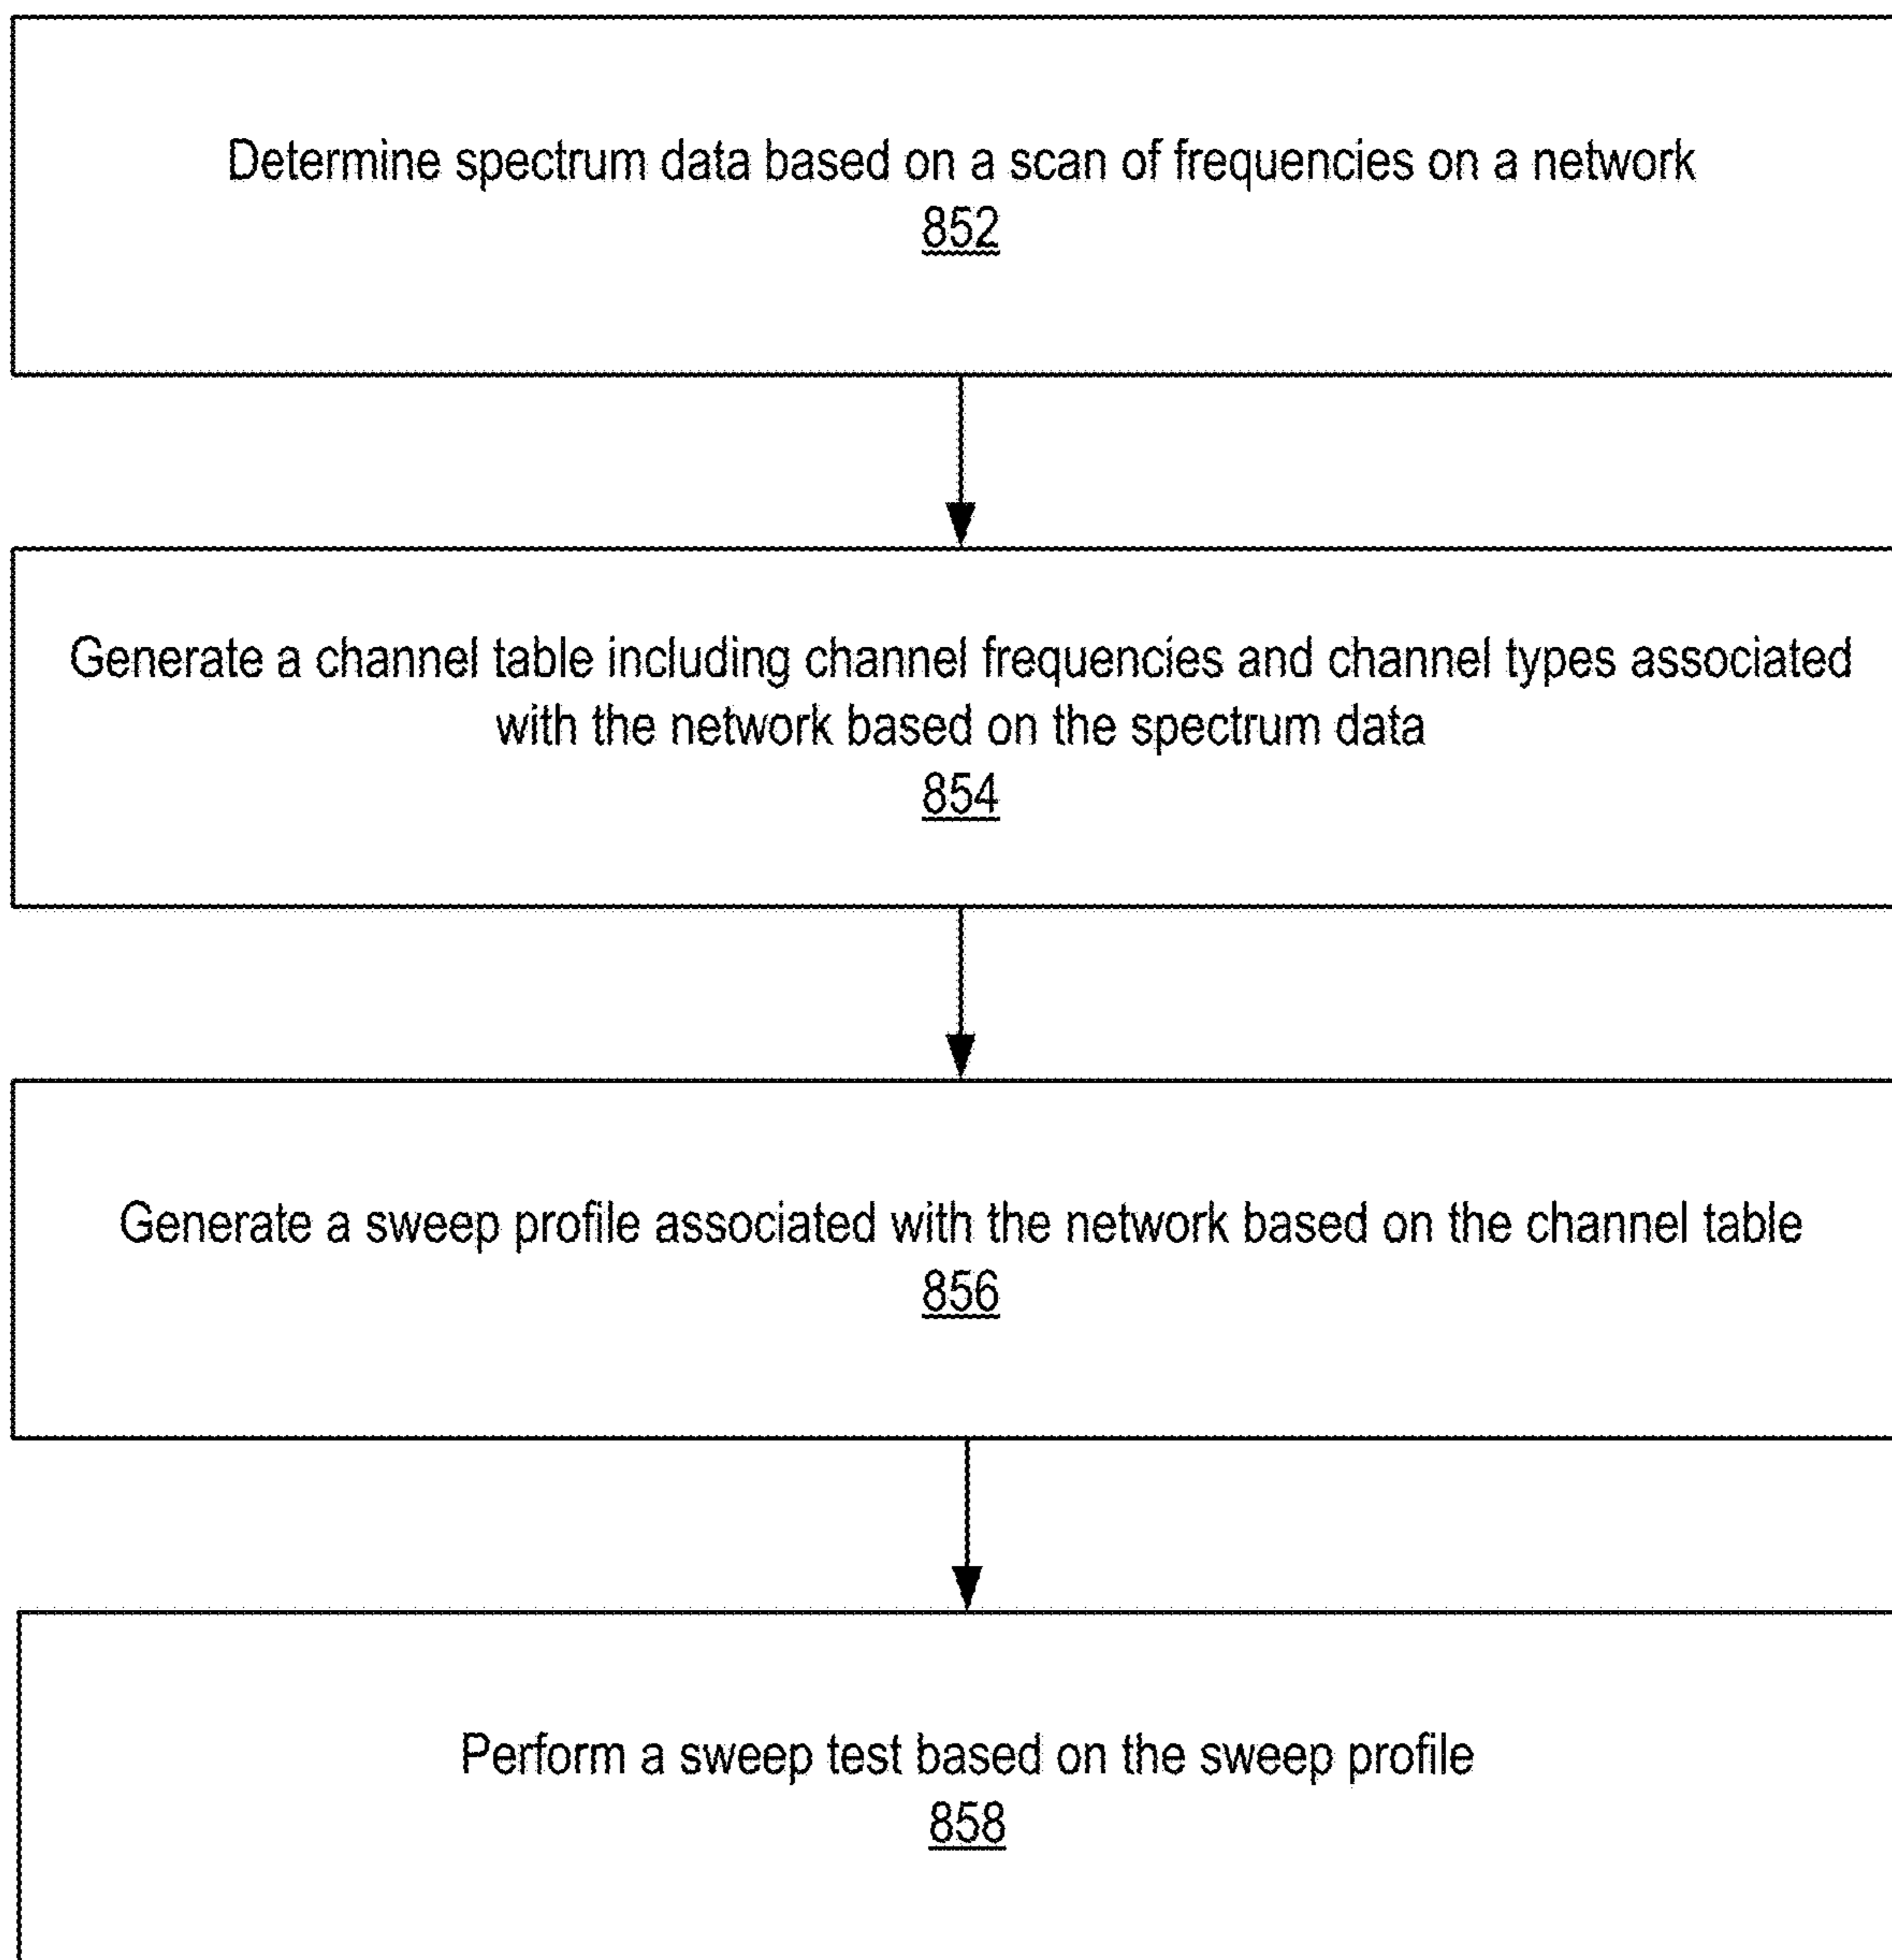 Determine spectrum data based on a scan of frequencies on a network
852
Generate a channel table including channel frequencies and channel types associated
with the network based on the spectrum data
854
Generate a sweep profile associated with the network based on the channel table
856
Perform a sweep test based on the sweep profile
858